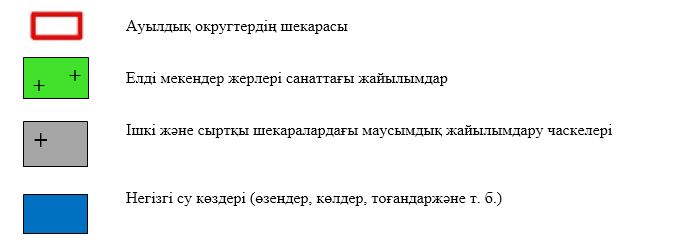 Ауылдық округтердің шекарасы
Елді мекендер жерлері санаттағы жайылымдар
Ішкі және сыртқы шекаралардағы маусымдық жайылымдару часкелері
Негізгі су көздері (өзендер, көлдер, тоғандаржәне т. б.)